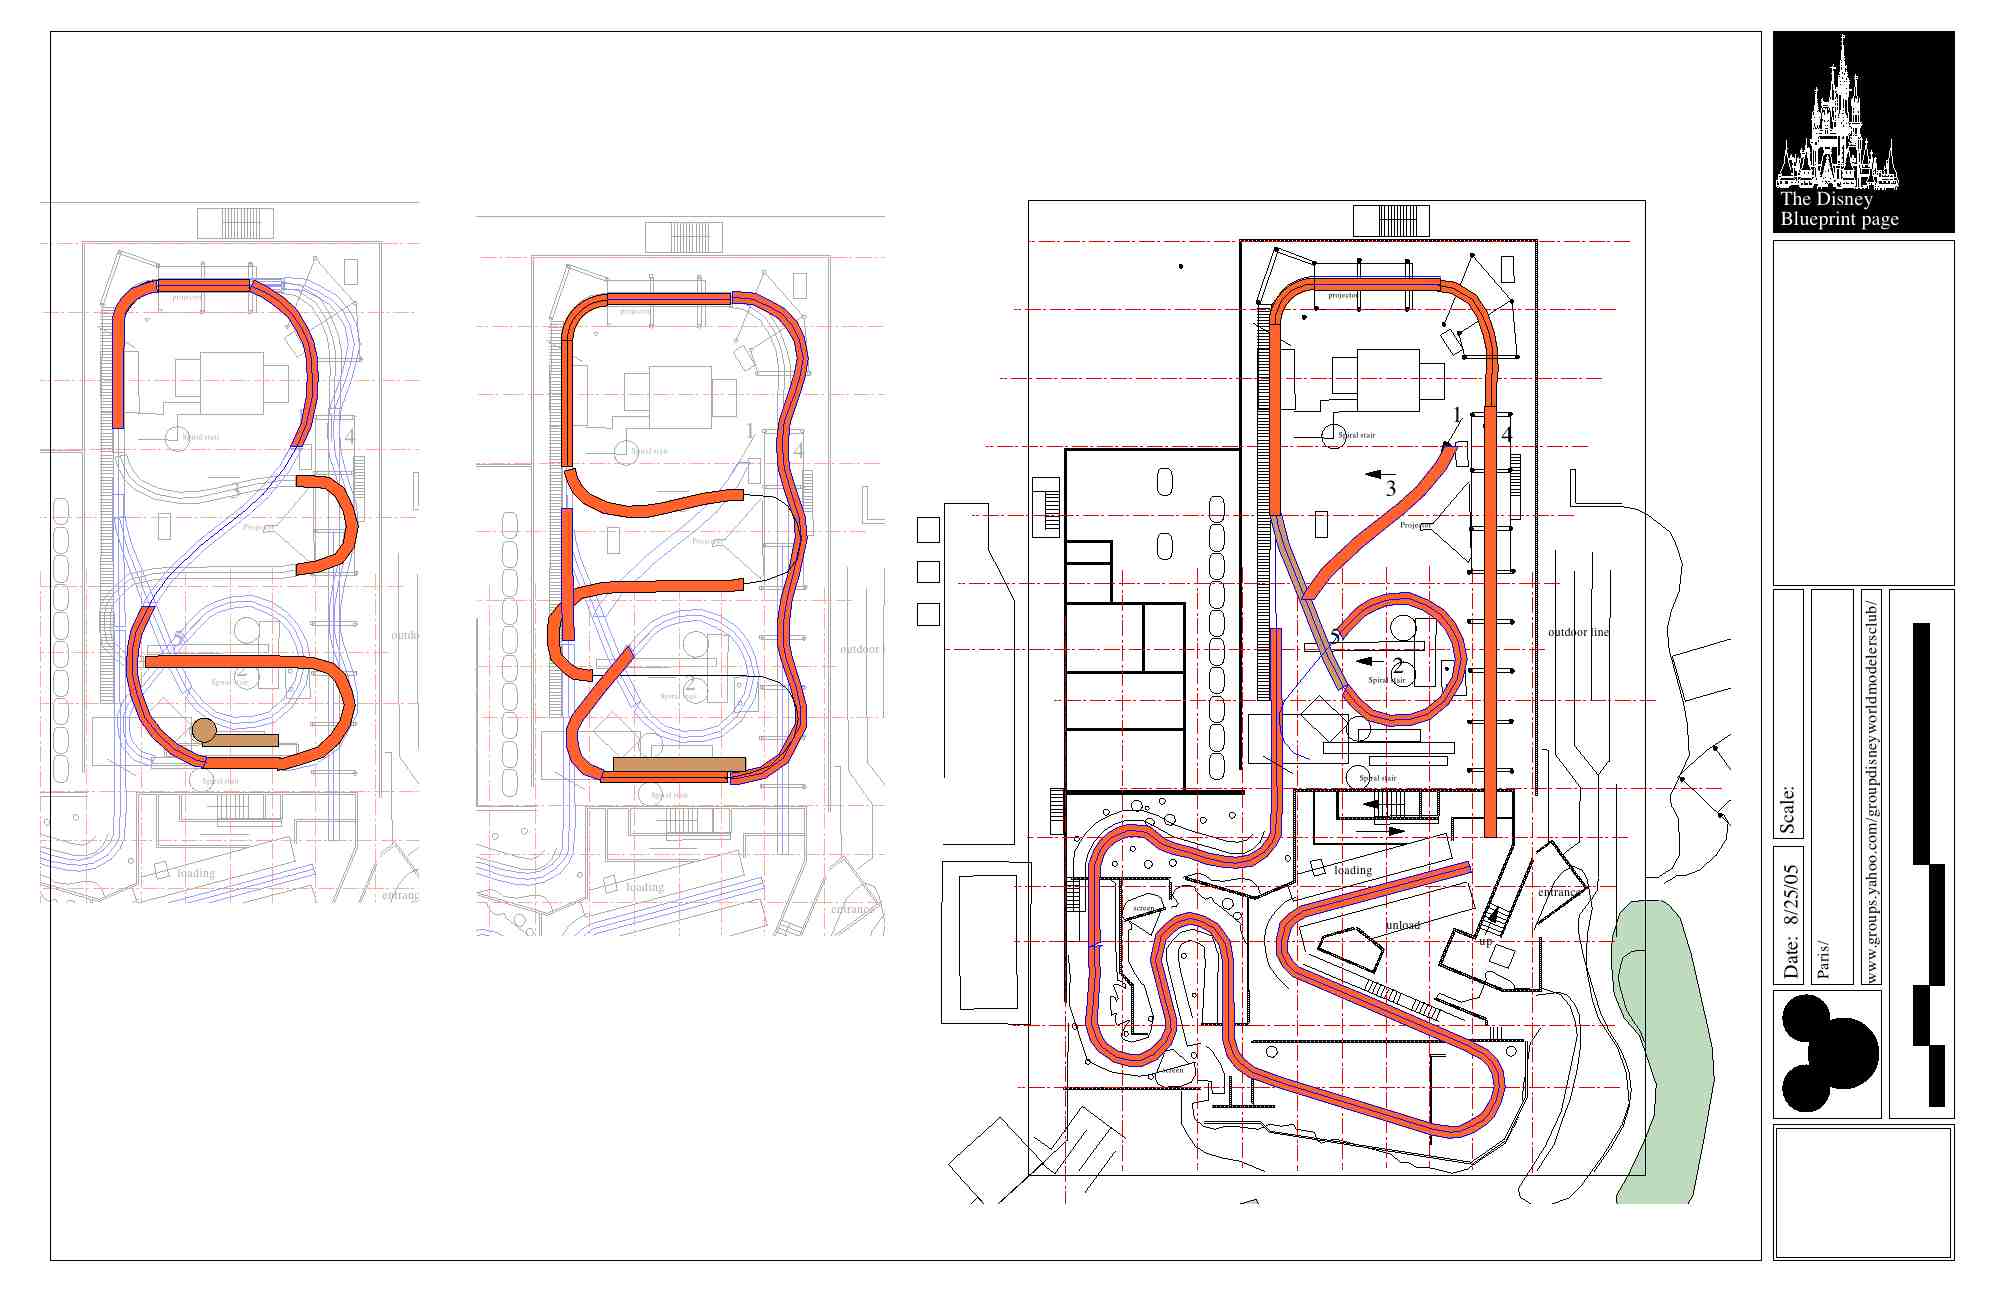 The Disney
Blueprint page
projector
Spiral stair
4
3
Projector
5
2
Spiral stair
outdo
Spiral stair
loading
entranc
projector
1
4
Spiral stair
Projector
2
Spiral stair
outdoor l
Spiral stair
loading
entrance
projector
1
Spiral stair
4
3
Projector
5
2
Spiral stair
outdoor line
Spiral stair
loading
entrance
screen
unload
up
screen
Scale:
Date: 8/25/05
Paris/
www.groups.yahoo.com/groupdisneyworldmodelersclub/